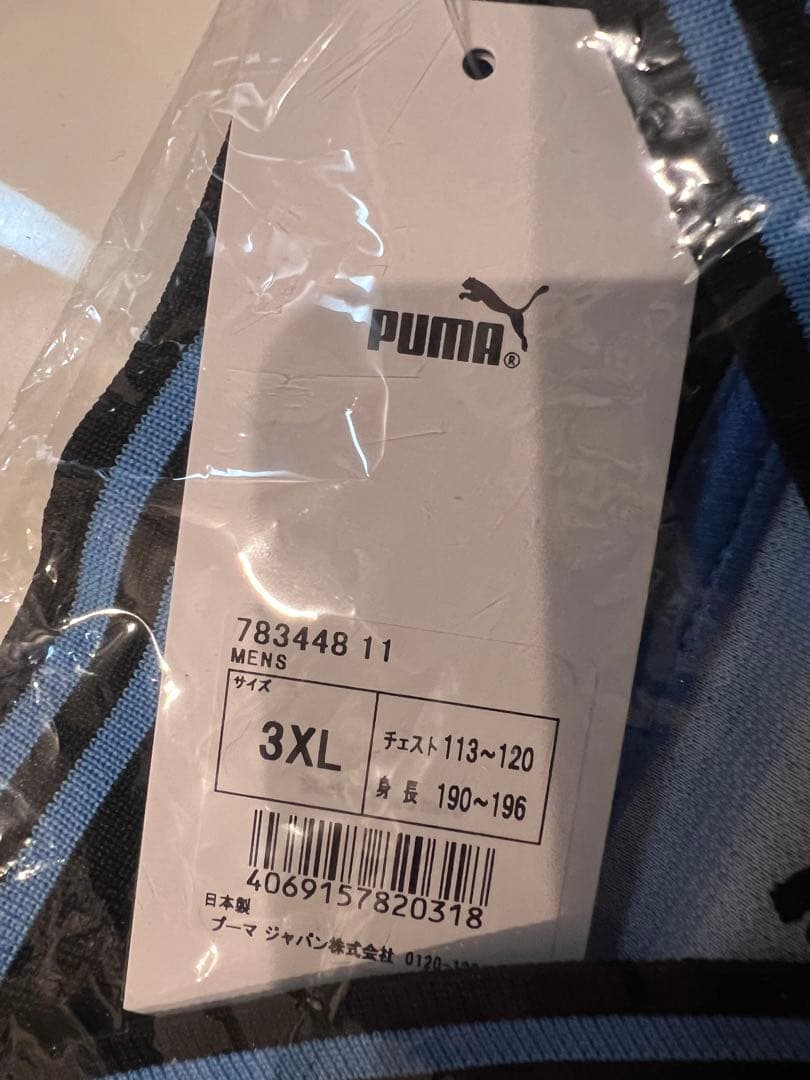 PUMA®
783448 11
MENS
サイズ
3XL
チェスト 113~120
身長 190~196
4069157820318
日本製
プーマ ジャパン株式会社 0120-